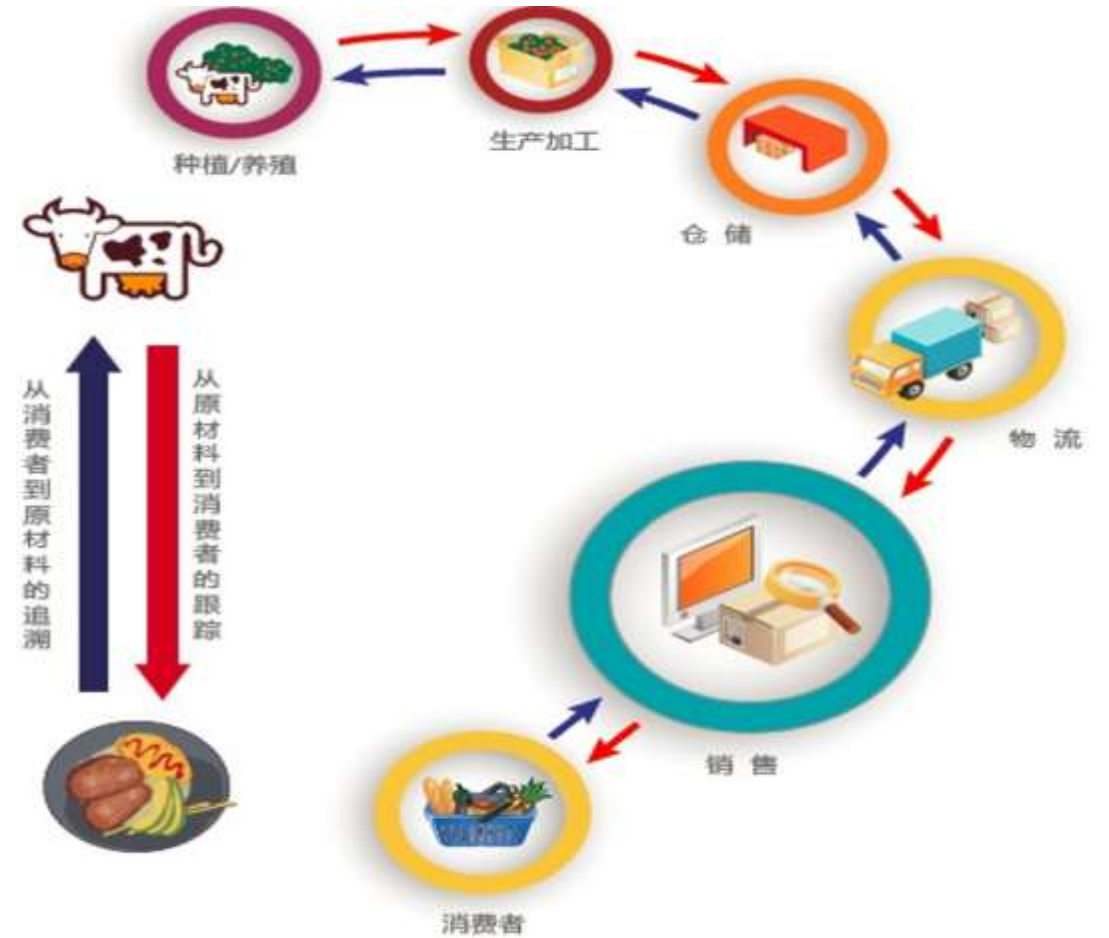 种植/养殖
生产加工
仓 储
物 流
销 售
消费者
从消费者到原材料的追溯
从原材料到消费者的跟踪